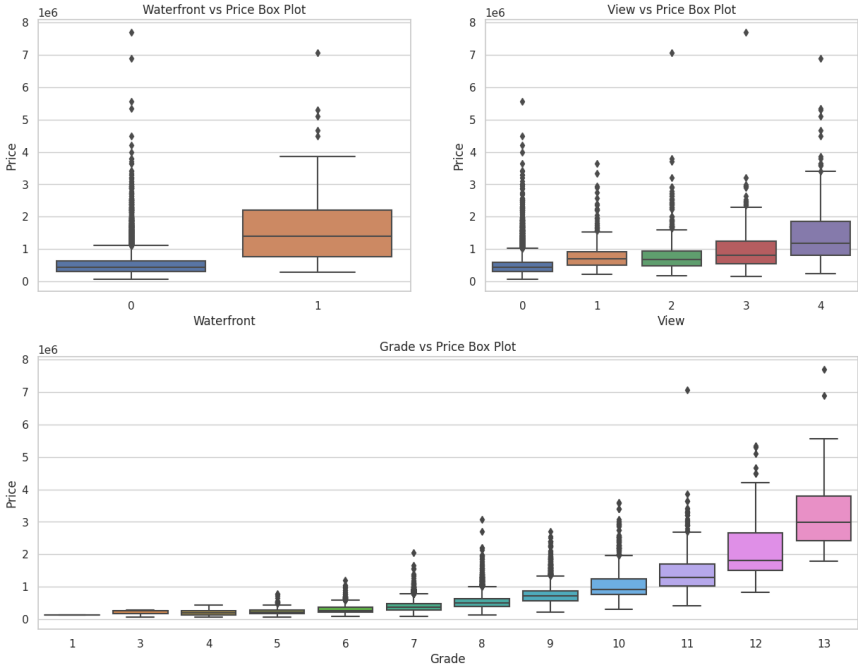 Waterfront vs Price Box Plot
1e6
8
7
6
5
4
3
2
1
0
Price
0 1
Waterfront
View vs Price Box Plot
1e6
8
7
6
5
4
3
2
1
0
Price
0 1 2 3 4
View
Grade vs Price Box Plot
1e6
8
7
6
5
4
3
2
1
0
Price
1 3 4 5 6 7 8 9 10 11 12 13
Grade